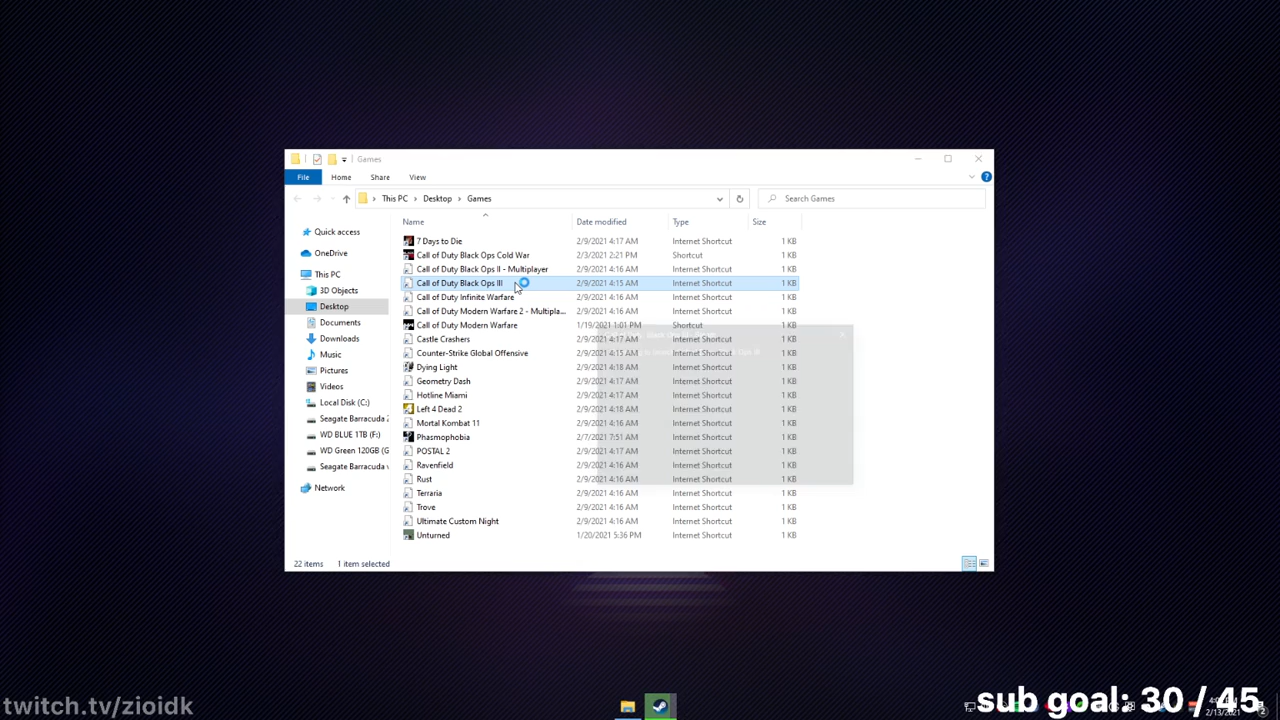 Games
File Home Share View
This PC > Desktop > Games
Search Games
Name Date modified Type Size
Quick access
OneDrive
This PC
3D Objects
Desktop
Documents
Downloads
Music
Pictures
Videos
Local Disk (C:)
Seagate Barracuda
WD BLUE 1TB (F:)
WD Green 120GB (G
Seagate Barracuda
Network
7 Days to Die 2/9/2021 4:17 AM Internet Shortcut 1 KB
Call of Duty Black Ops Cold War 2/3/2021 2:21 PM Shortcut 1 KB
Call of Duty Black Ops II - Multiplayer 2/9/2021 4:16 AM Internet Shortcut 1 KB
Call of Duty Black Ops III 2/9/2021 4:15 AM Internet Shortcut 1 KB
Call of Duty Infinite Warfare 2/9/2021 4:16 AM Internet Shortcut 1 KB
Call of Duty Modern Warfare 2 - Multipla... 2/9/2021 4:16 AM Internet Shortcut 1 KB
Call of Duty Modern Warfare 1/19/2021 1:01 PM Shortcut 1 KB
Castle Crashers 2/9/2021 4:17 AM Internet Shortcut 1 KB
Counter-Strike Global Offensive 2/9/2021 4:15 AM Internet Shortcut 1 KB
Dying Light 2/9/2021 4:18 AM Internet Shortcut 1 KB
Geometry Dash 2/9/2021 4:17 AM Internet Shortcut 1 KB
Hotline Miami 2/9/2021 4:17 AM Internet Shortcut 1 KB
Left 4 Dead 2 2/9/2021 4:18 AM Internet Shortcut 1 KB
Mortal Kombat 11 2/9/2021 4:16 AM Internet Shortcut 1 KB
Phasmophobia 2/7/2021 7:51 AM Internet Shortcut 1 KB
POSTAL 2 2/9/2021 4:17 AM Internet Shortcut 1 KB
Ravenfield 2/9/2021 4:16 AM Internet Shortcut 1 KB
Rust 2/9/2021 4:16 AM Internet Shortcut 1 KB
Terraria 2/9/2021 4:16 AM Internet Shortcut 1 KB
Trove 2/9/2021 4:16 AM Internet Shortcut 1 KB
Ultimate Custom Night 2/9/2021 4:16 AM Internet Shortcut 1 KB
Unturned 1/20/2021 5:36 PM Internet Shortcut 1 KB
22 items 1 item selected
twitch.tv/zioidk
sub goal: 30 / 45
2/13/2021